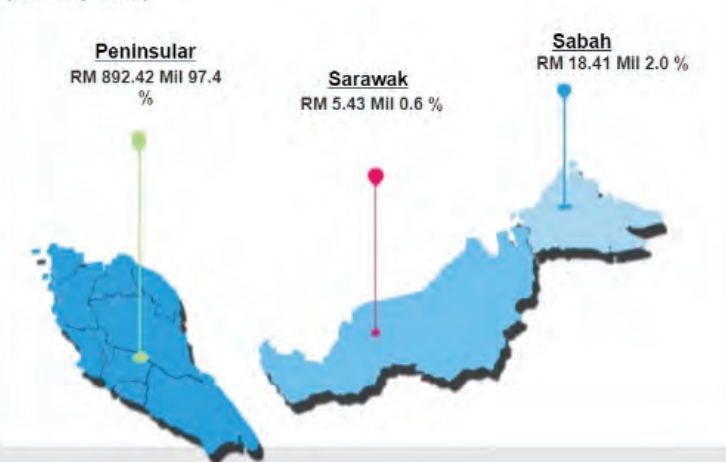 Peninsular
RM 892.42 Mil 97.4
%
Sarawak
RM 5.43 Mil 0.6 %
Sabah
RM 18.41 Mil 2.0 %